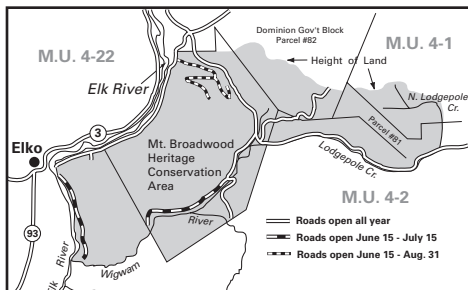 Dominion Gov't Block
Parcel #82
M.U. 4-22
M.U. 4-1
Height of Land
Elk River
N. Lodgepole
Cr.
3
Parcel #81
Elko
Mt. Broadwood
Heritage
Conservation
Area
Lodgepole Cr.
M.U. 4-2
93
River
Roads open all year
Roads open June 15 - July 15
Roads open June 15 - Aug. 31
Elk River
Wigwam